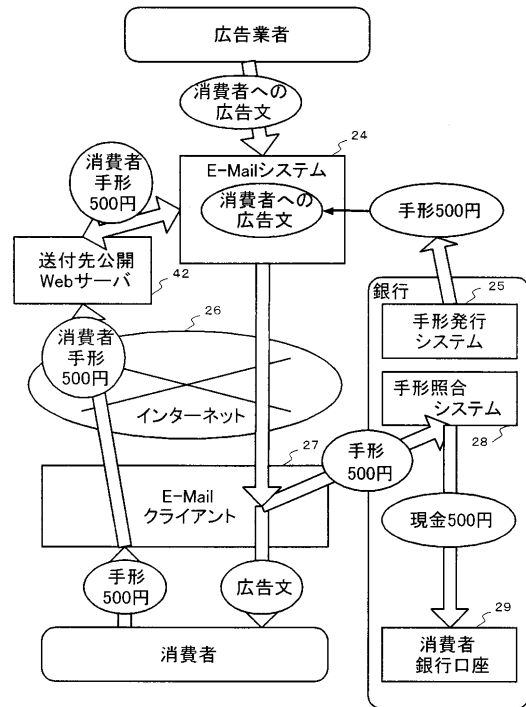 広告業者
消費者への
広告文
24
E-Mailシステム
消費者への
広告文
消費者
手形
500円
手形500円
送付先公開
Webサーバ
42
銀行
25
手形発行
システム
26
消費者
手形
500円
インターネット
手形照合
システム
28
27
手形
500円
E-Mail
クライアント
現金500円
手形
500円
広告文
29
消費者
消費者
銀行口座